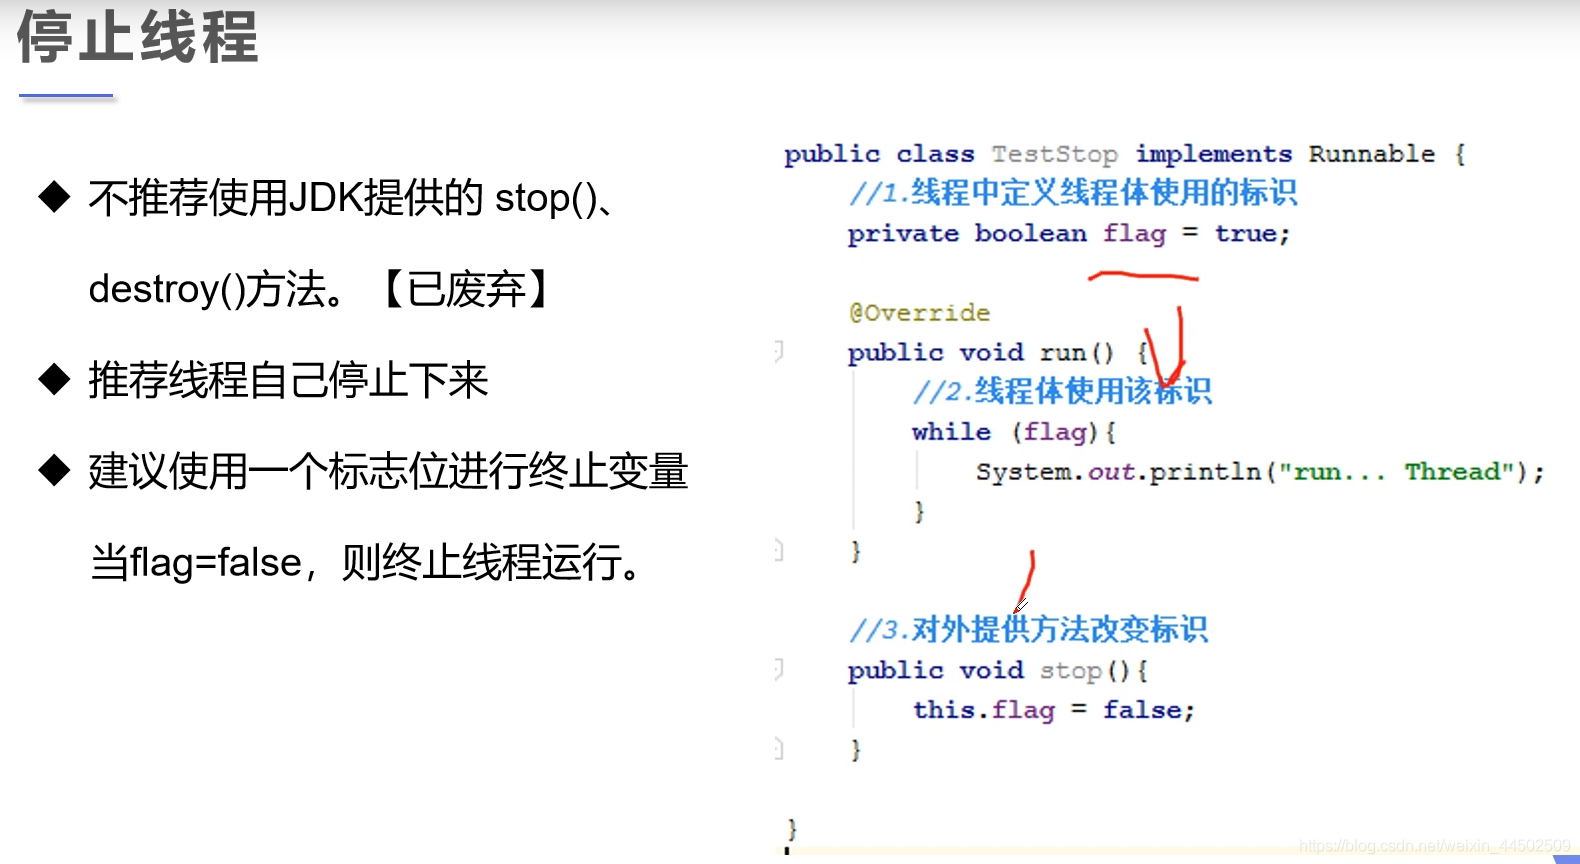 停止线程
◆ 不推荐使用JDK提供的 stop()、
destroy()方法。【已废弃】
◆ 推荐线程自己停止下来
◆ 建议使用一个标志位进行终止变量
当flag=false，则终止线程运行。
public class TestStop implements Runnable {
//1.线程中定义线程体使用的标识
private boolean flag = true;
@Override
public void run() {
//2.线程体使用该标识
while (flag){
System.out.println("run... Thread");
}
}
//3.对外提供方法改变标识
public void stop(){
this.flag = false;
}
}
https://blog.csdn.net/weixin_44502509